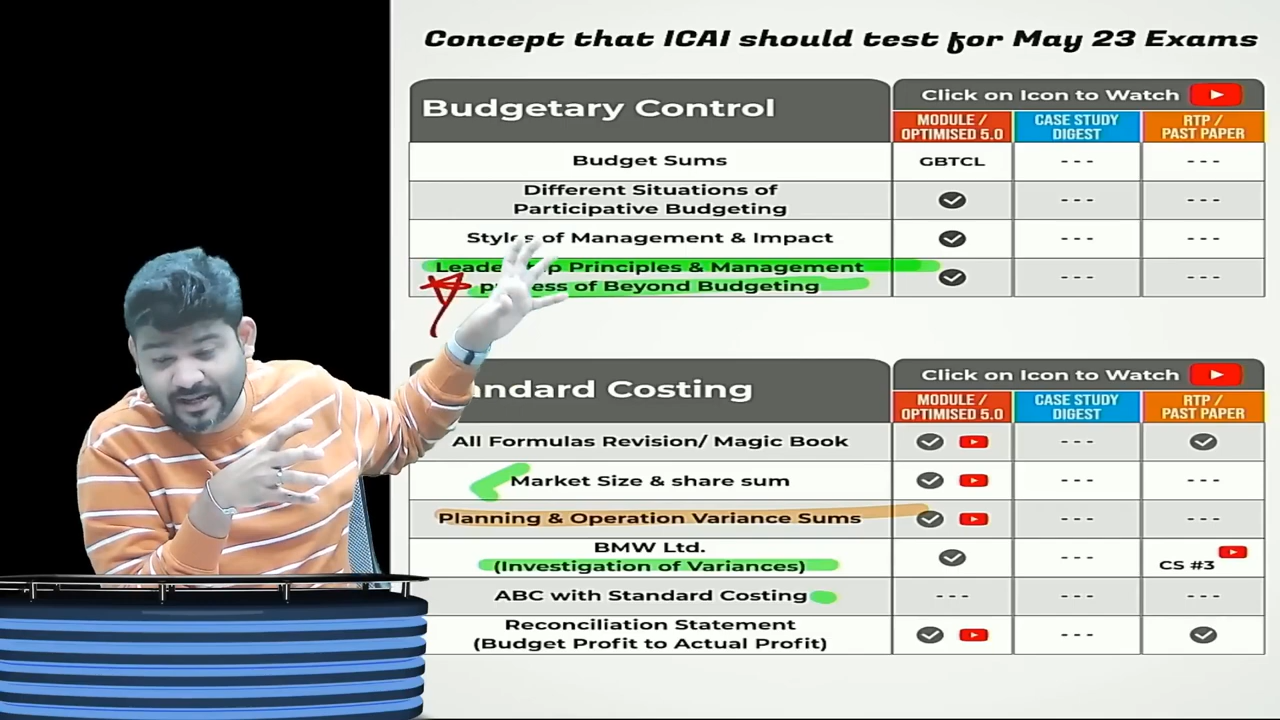 Concept that ICAI should test for May 23 Exams
Budgetary Control
Click on Icon to Watch
MODULE / OPTIMISED 5.0
CASE STUDY DIGEST
RTP / PAST PAPER
Budget Sums GBTCL - - - - - -
Different Situations of
Participative Budgeting - - - - - -
Styles of Management & Impact - - - - - -
Principles & Management
of Beyond Budgeting - - - - - -
Costing
Click on Icon to Watch
MODULE / OPTIMISED 5.0
CASE STUDY DIGEST
RTP / PAST PAPER
All Formulas Revision/ Magic Book - - -
Market Size & share sum - - - - - -
Planning & Operation Variance Sums - - - - - -
BMW Ltd.
(Investigation of Variances) - - - CS #3
ABC with Standard Costing - - - - - - - - -
Reconciliation Statement
(Budget Profit to Actual Profit) - - -